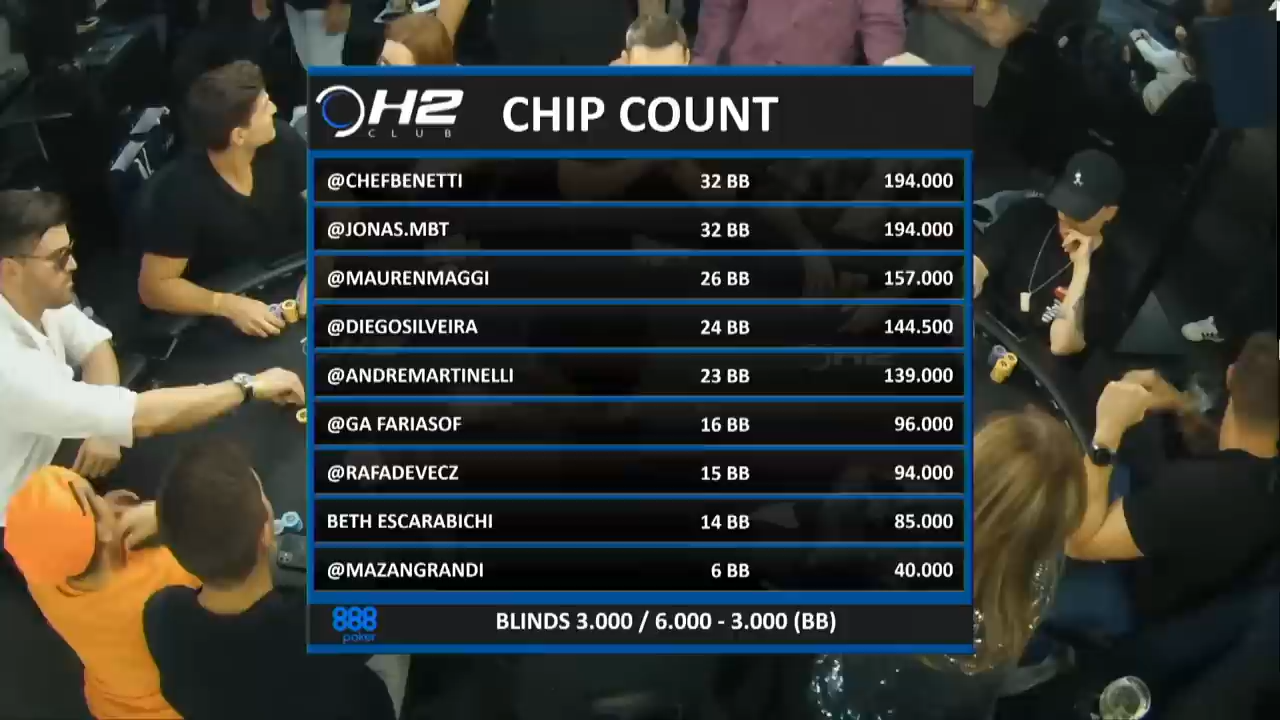 H2 CLUB CHIP COUNT
@CHEFBENETTI 32 BB 194.000
@JONAS.MBT 32 BB 194.000
@MAURENMAGGI 26 BB 157.000
@DIEGOSILVEIRA 24 BB 144.500
@ANDREMARTINELLI 23 BB 139.000
@GA FARIASOF 16 BB 96.000
@RAFADEVECZ 15 BB 94.000
BETH ESCARABICHI 14 BB 85.000
@MAZANGRANDI 6 BB 40.000
888 poker BLINDS 3.000 / 6.000 - 3.000 (BB)